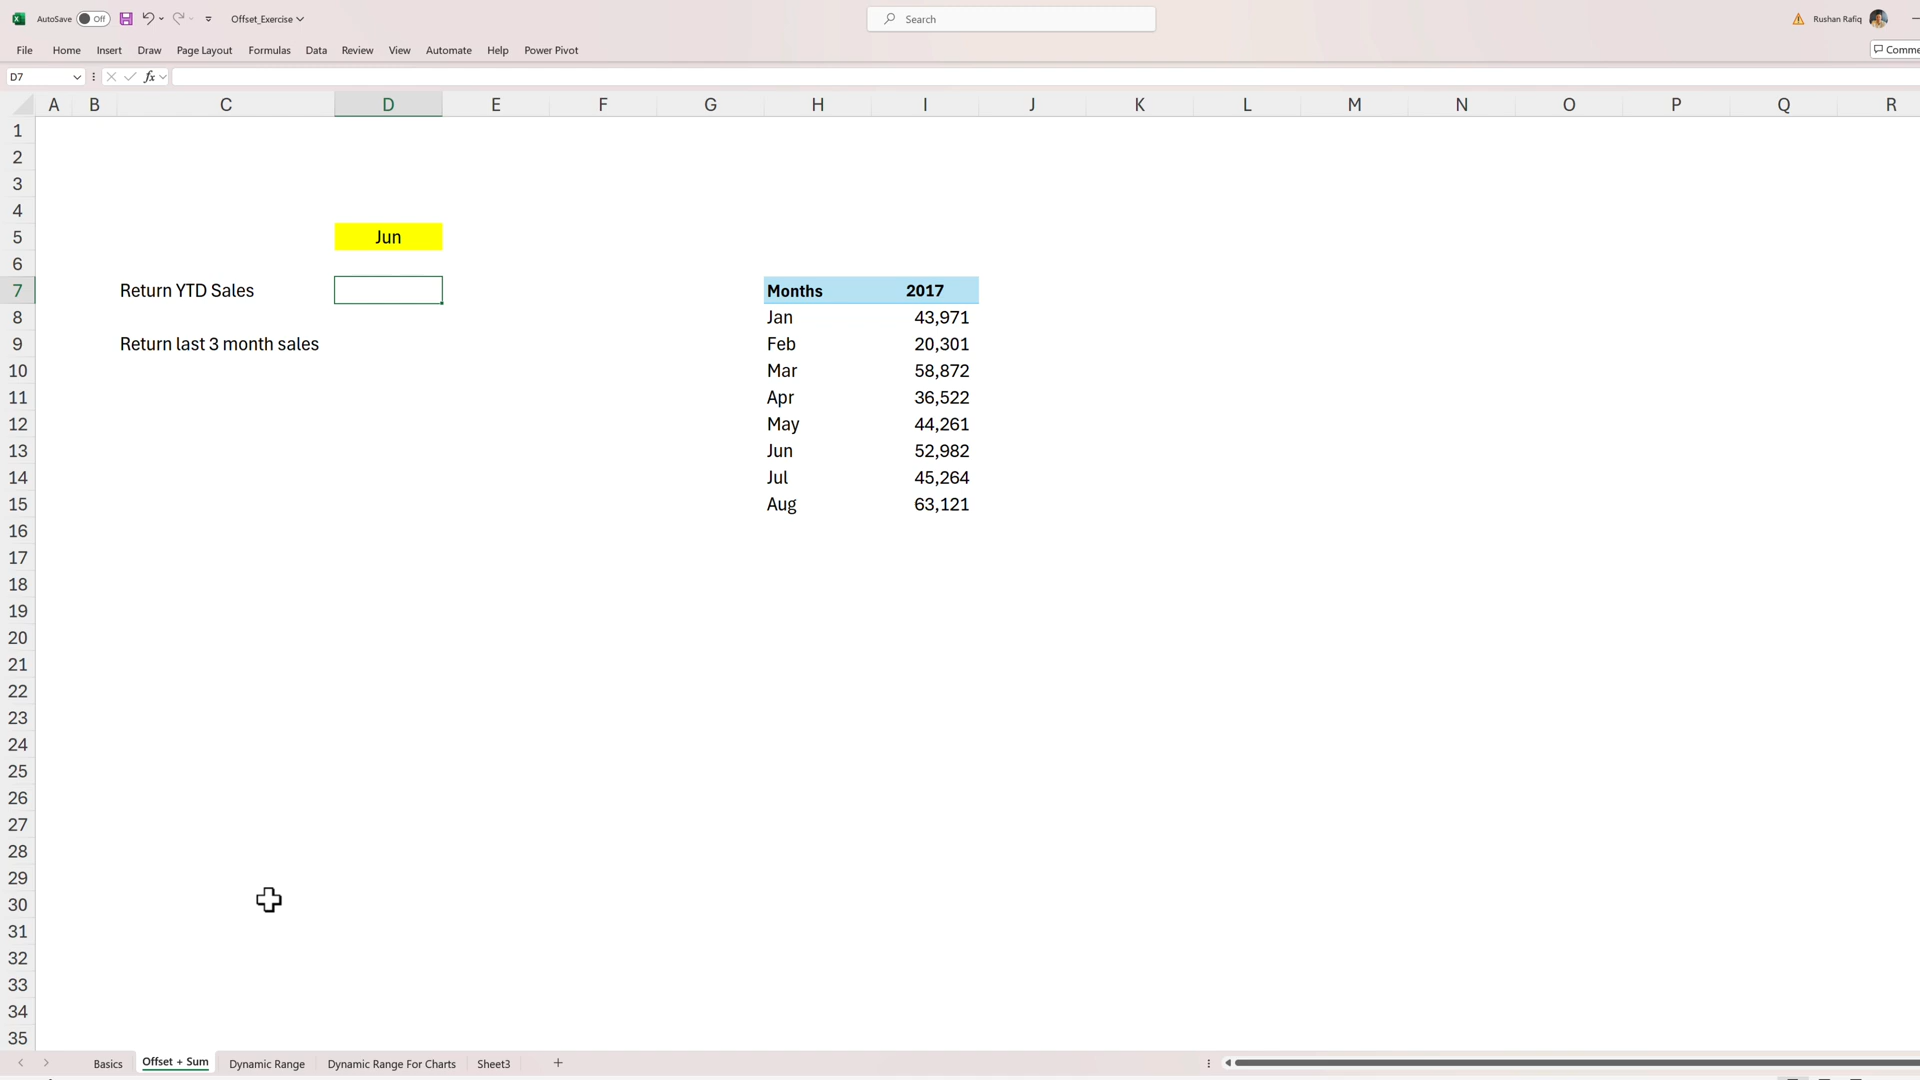 AutoSave Off Offset_Exercise Search Rushan Rafiq
File Home Insert Draw Page Layout Formulas Data Review View Automate Help Power Pivot Comme
D7 fx
A B C D E F G H I J K L M N O P Q R
1
2
3
4
5 Jun
6
7 Return YTD Sales Months 2017
8 Jan 43,971
9 Return last 3 month sales Feb 20,301
10 Mar 58,872
11 Apr 36,522
12 May 44,261
13 Jun 52,982
14 Jul 45,264
15 Aug 63,121
16
17
18
19
20
21
22
23
24
25
26
27
28
29
30
31
32
33
34
35
Basics Offset + Sum Dynamic Range Dynamic Range For Charts Sheet3